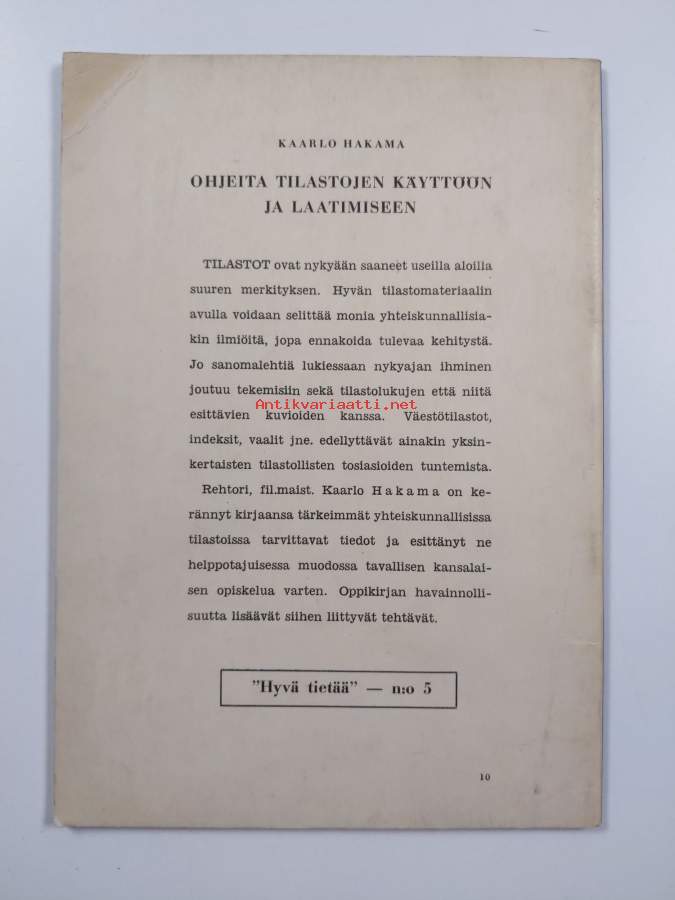 KAARLO HAKAMA
OHJEITA TILASTOJEN KÄYTTÖÖN
JA LAATIMISEEN
TILASTOT ovat nykyään saaneet useilla aloilla
suuren merkityksen. Hyvän tilastomateriaalin
avulla voidaan selittää monia yhteiskunnallisia-
kin ilmiöitä, jopa ennakoida tulevaa kehitystä.
Jo sanomalehtiä lukiessaan nykyajan ihminen
joutuu tekemisiin sekä tilastolukujen että niitä
Antikvariaatti.net
esittävien kuvioiden kanssa. Väestötilastot,
indeksit, vaalit jne. edellyttävät ainakin yksin-
kertaisten tilastollisten tosiasioiden tuntemista.
Rehtori, fil.maist. Kaarlo Hakama on ke-
rännyt kirjaansa tärkeimmät yhteiskunnallisissa
tilastoissa tarvittavat tiedot ja esittänyt ne
helppotajuisessa muodossa tavallisen kansalai-
sen opiskelua varten. Oppikirjan havainnolli-
suutta lisäävät siihen liittyvät tehtävät.
”Hyvä tietää” — n:o 5
10